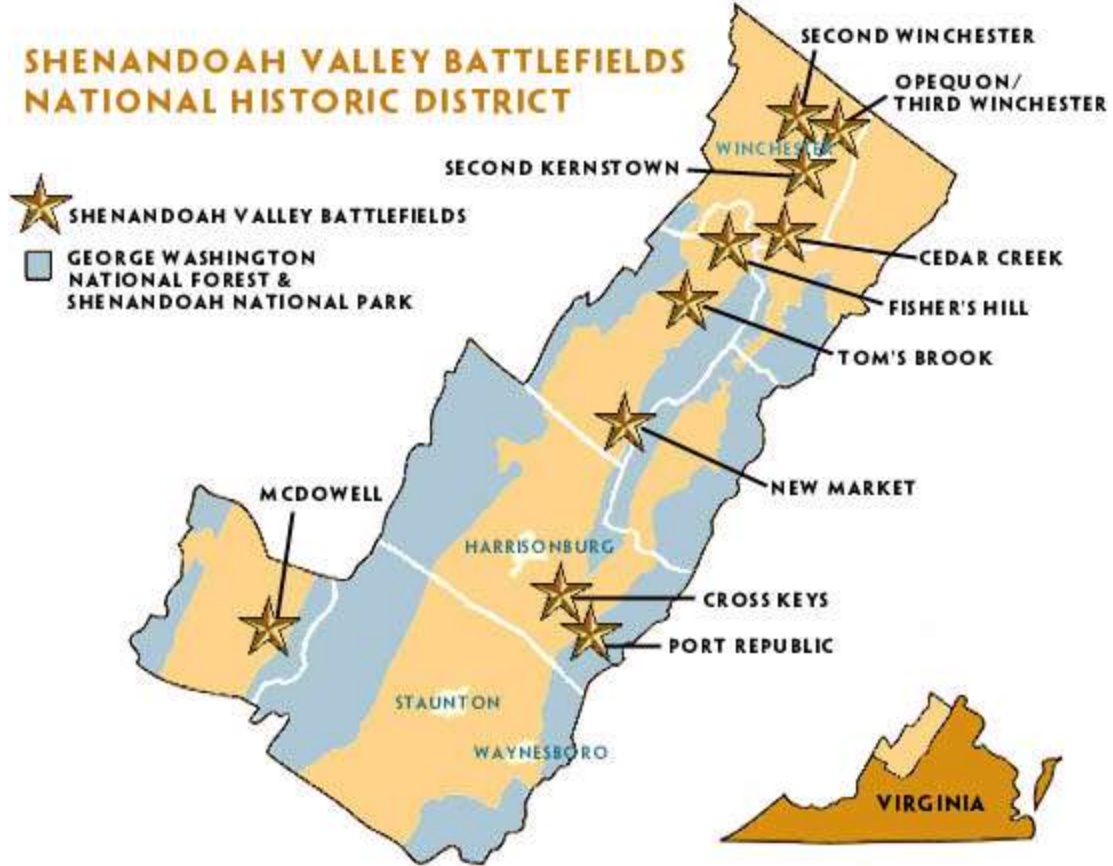 SHENANDOAH VALLEY BATTLEFIELDS
NATIONAL HISTORIC DISTRICT
SHENANDOAH VALLEY BATTLEFIELDS
GEORGE WASHINGTON
NATIONAL FOREST &
SHENANDOAH NATIONAL PARK
SECOND WINCHESTER
OPEQUON/
THIRD WINCHESTER
WINCHESTER
SECOND KERNSTOWN
CEDAR CREEK
FISHER'S HILL
TOM'S BROOK
NEW MARKET
MCDOWELL
HARRISONBURG
CROSS KEYS
PORT REPUBLIC
STAUNTON
WAYNESBORO
VIRGINIA